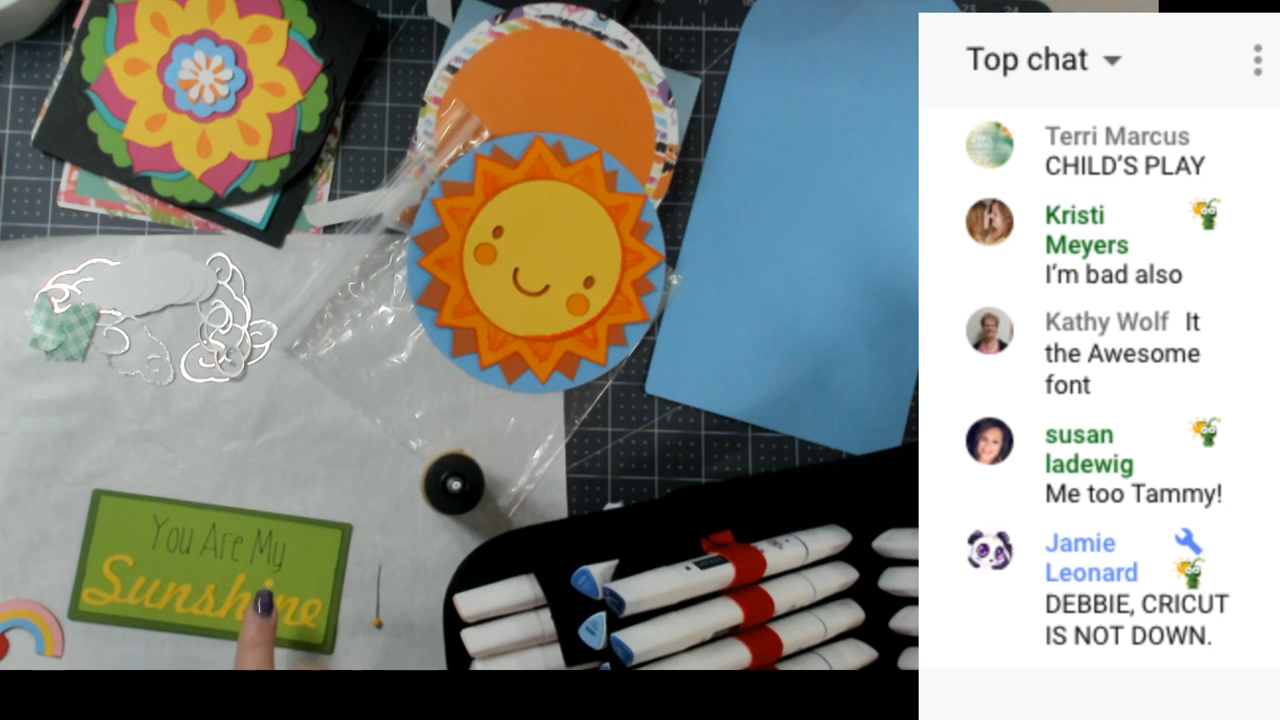 You Are My
Sunshine
Top chat
Terri Marcus
CHILD'S PLAY
Kristi
Meyers
I'm bad also
Kathy Wolf It
the Awesome
font
susan
ladewig
Me too Tammy!
Jamie
Leonard
DEBBIE, CRICUT
IS NOT DOWN.